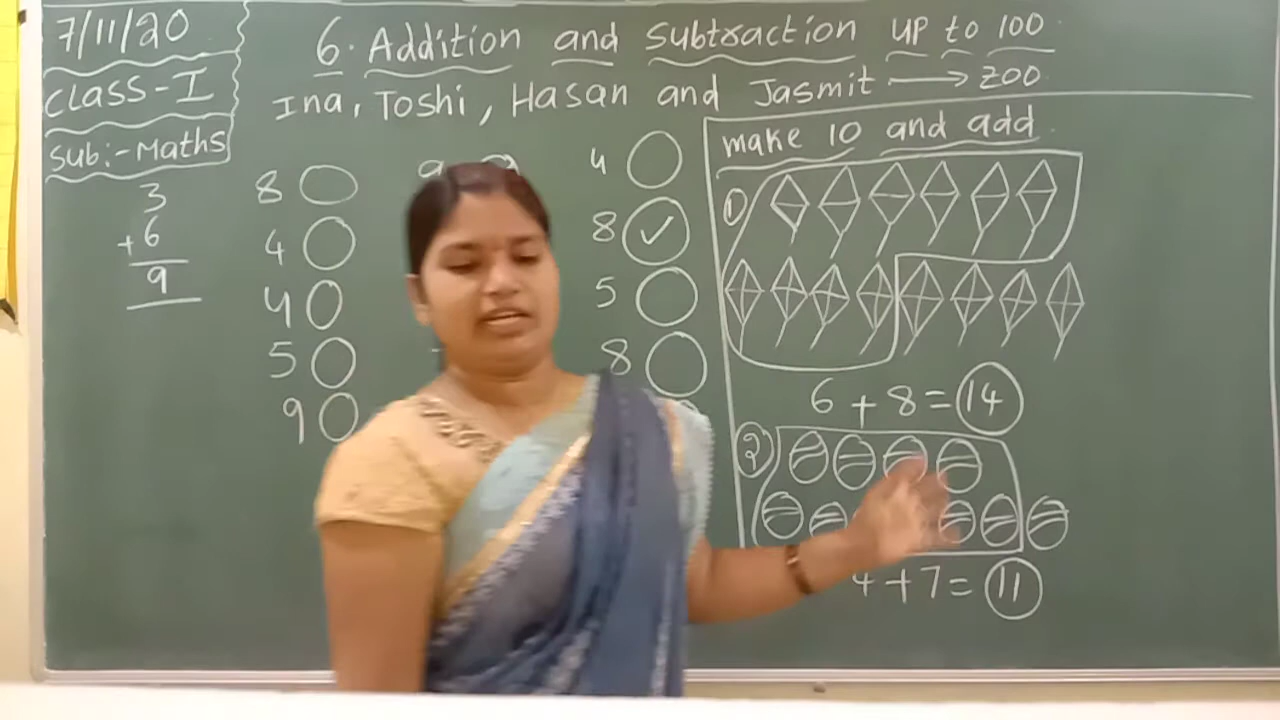 7/11/20
CLASS-I
Sub:-Maths
6. Addition and Subtraction UP to 100
Ina, Toshi, Hasan and Jasmit → ZOO
3
+ 6
9
8
4
4
5
9
9
4
8 ✓
5
8
make 10 and add
1
6 + 8 = 14
2
4 + 7 = 11